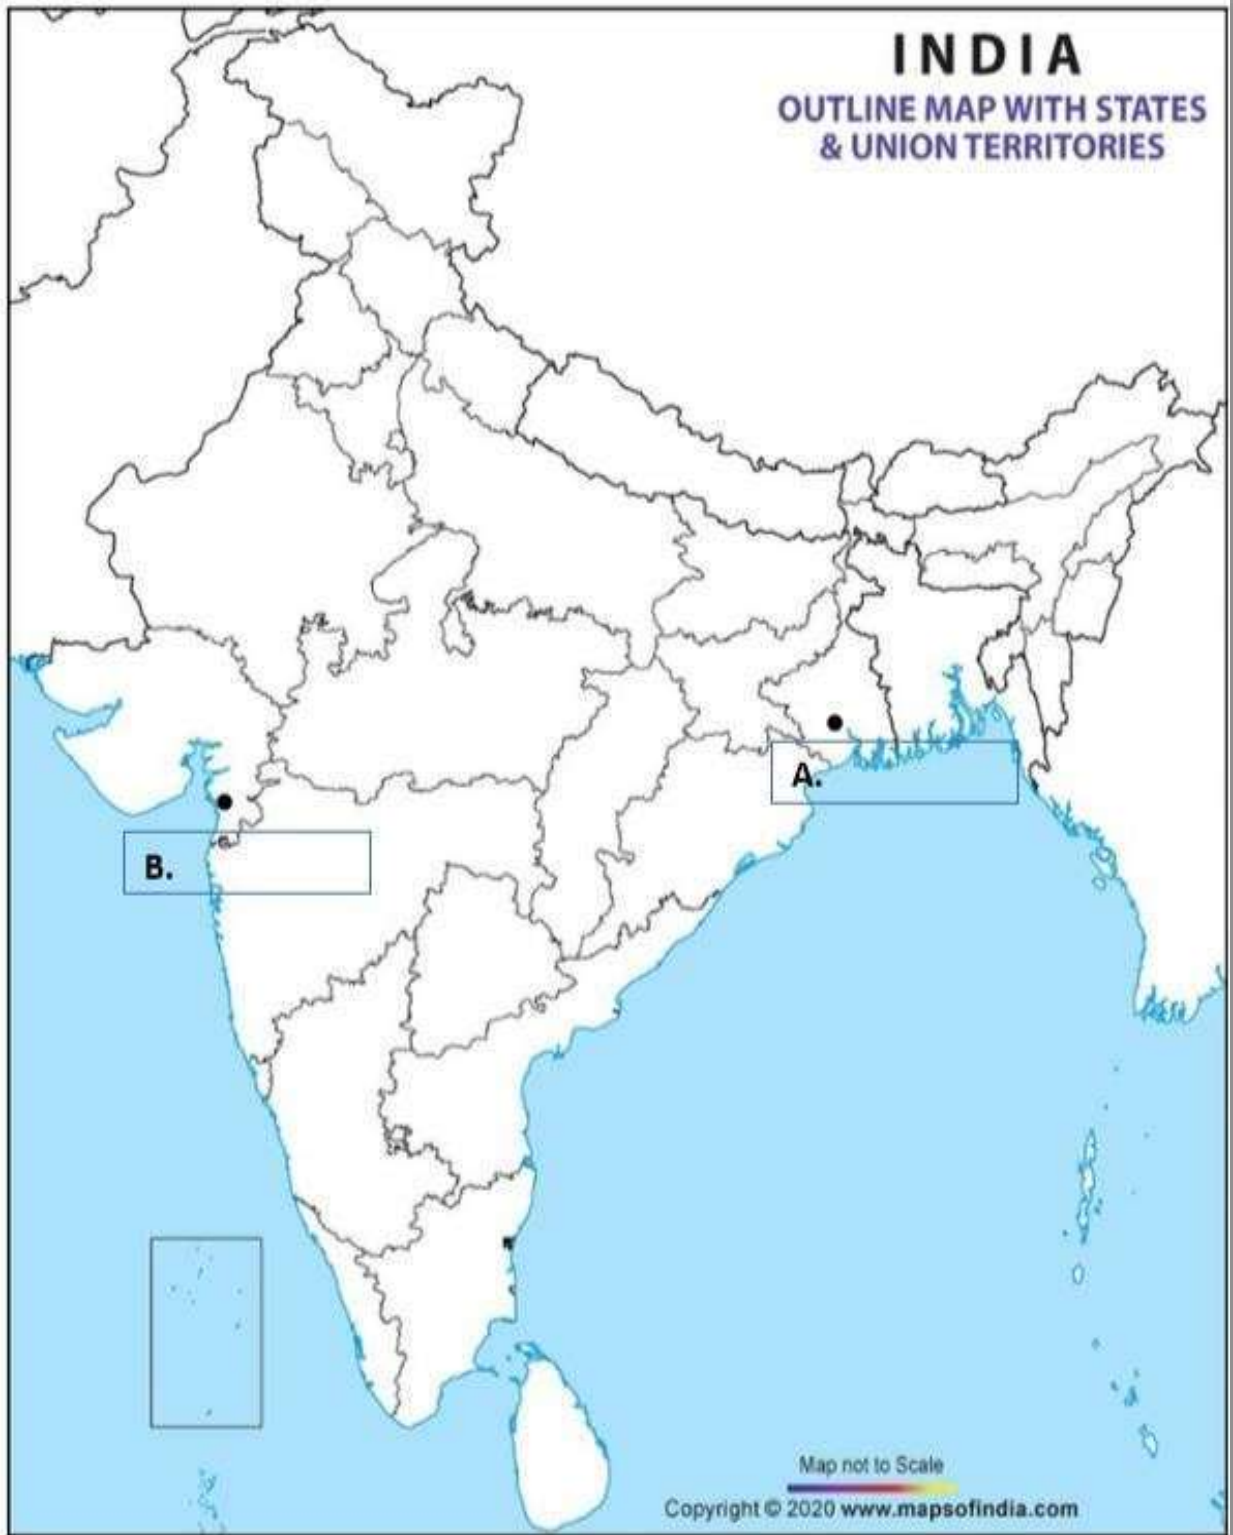 INDIA
OUTLINE MAP WITH STATES
& UNION TERRITORIES
A.
B.
Map not to Scale
Copyright © 2020 www.mapsofindia.com